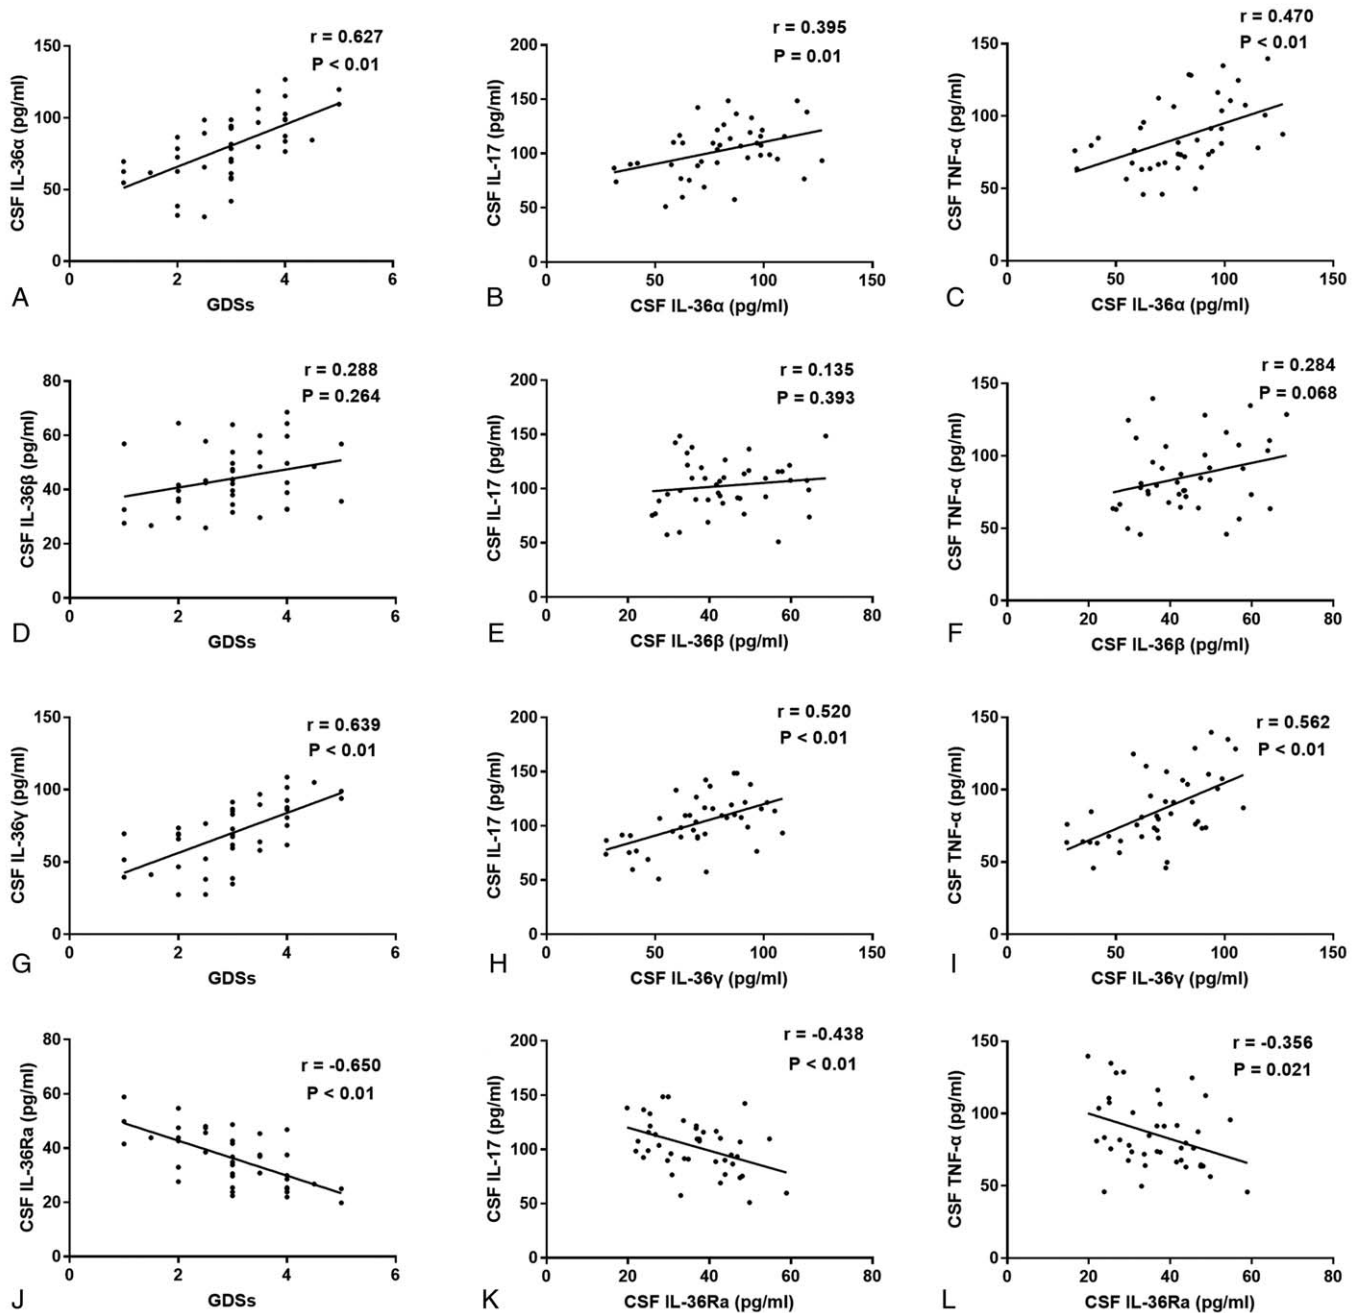 r = 0.627
P < 0.01
CSF IL-36α (pg/ml)
150
100
50
0
0 2 4 6
GDSs
A
r = 0.395
P = 0.01
CSF IL-17 (pg/ml)
200
150
100
50
0
0 50 100 150
CSF IL-36α (pg/ml)
B
r = 0.470
P < 0.01
CSF TNF-α (pg/ml)
150
100
50
0
0 50 100 150
CSF IL-36α (pg/ml)
C
r = 0.288
P = 0.264
CSF IL-36β (pg/ml)
80
60
40
20
0
0 2 4 6
GDSs
D
r = 0.135
P = 0.393
CSF IL-17 (pg/ml)
200
150
100
50
0
0 20 40 60 80
CSF IL-36β (pg/ml)
E
r = 0.284
P = 0.068
CSF TNF-α (pg/ml)
150
100
50
0
0 20 40 60 80
CSF IL-36β (pg/ml)
F
r = 0.639
P < 0.01
CSF IL-36γ (pg/ml)
150
100
50
0
0 2 4 6
GDSs
G
r = 0.520
P < 0.01
CSF IL-17 (pg/ml)
200
150
100
50
0
0 50 100 150
CSF IL-36γ (pg/ml)
H
r = 0.562
P < 0.01
CSF TNF-α (pg/ml)
150
100
50
0
0 50 100 150
CSF IL-36γ (pg/ml)
I
r = -0.650
P < 0.01
CSF IL-36Ra (pg/ml)
80
60
40
20
0
0 2 4 6
GDSs
J
r = -0.438
P < 0.01
CSF IL-17 (pg/ml)
200
150
100
50
0
0 20 40 60 80
CSF IL-36Ra (pg/ml)
K
r = -0.356
P = 0.021
CSF TNF-α (pg/ml)
150
100
50
0
0 20 40 60 80
CSF IL-36Ra (pg/ml)
L